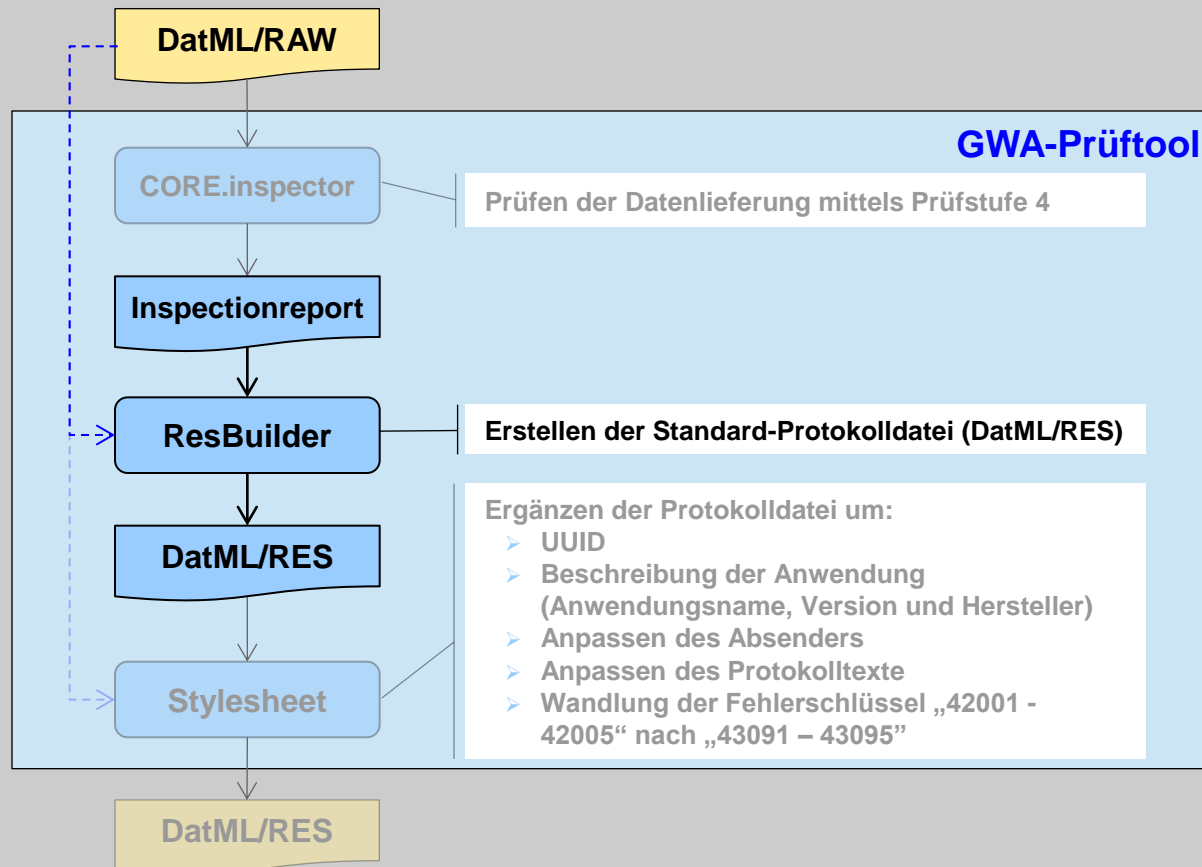 DatML/RAW
GWA-Prüftool
CORE.inspector
Prüfen der Datenlieferung mittels Prüfstufe 4
Inspectionreport
ResBuilder
Erstellen der Standard-Protokolldatei (DatML/RES)
DatML/RES
Ergänzen der Protokolldatei um:
UUID
Beschreibung der Anwendung
(Anwendungsname, Version und Hersteller)
Anpassen des Absenders
Anpassen des Protokolltexte
Wandlung der Fehlerschlüssel „42001 -
42005“ nach „43091 – 43095”
Stylesheet
DatML/RES